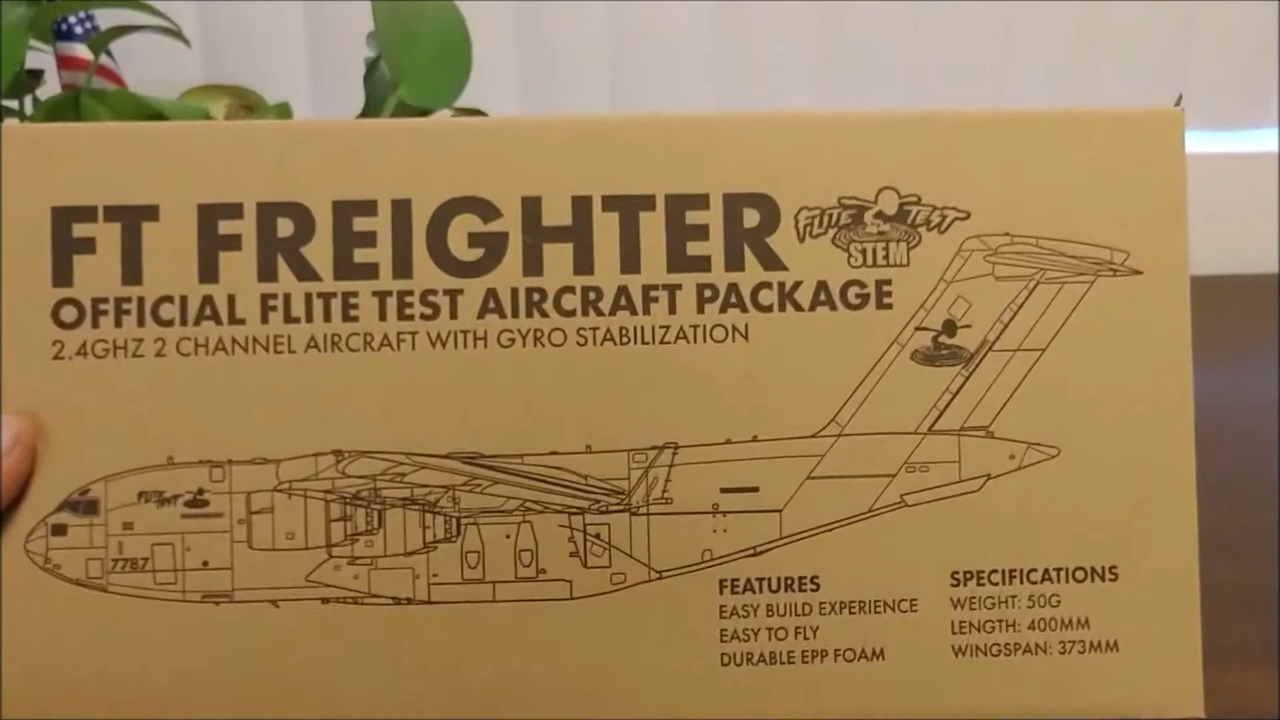 FT FREIGHTER
FLITE TEST
STEM
OFFICIAL FLITE TEST AIRCRAFT PACKAGE
2.4GHZ 2 CHANNEL AIRCRAFT WITH GYRO STABILIZATION
FLITE
TEST
7787
FEATURES
EASY BUILD EXPERIENCE
EASY TO FLY
DURABLE EPP FOAM
SPECIFICATIONS
WEIGHT: 50G
LENGTH: 400MM
WINGSPAN: 373MM